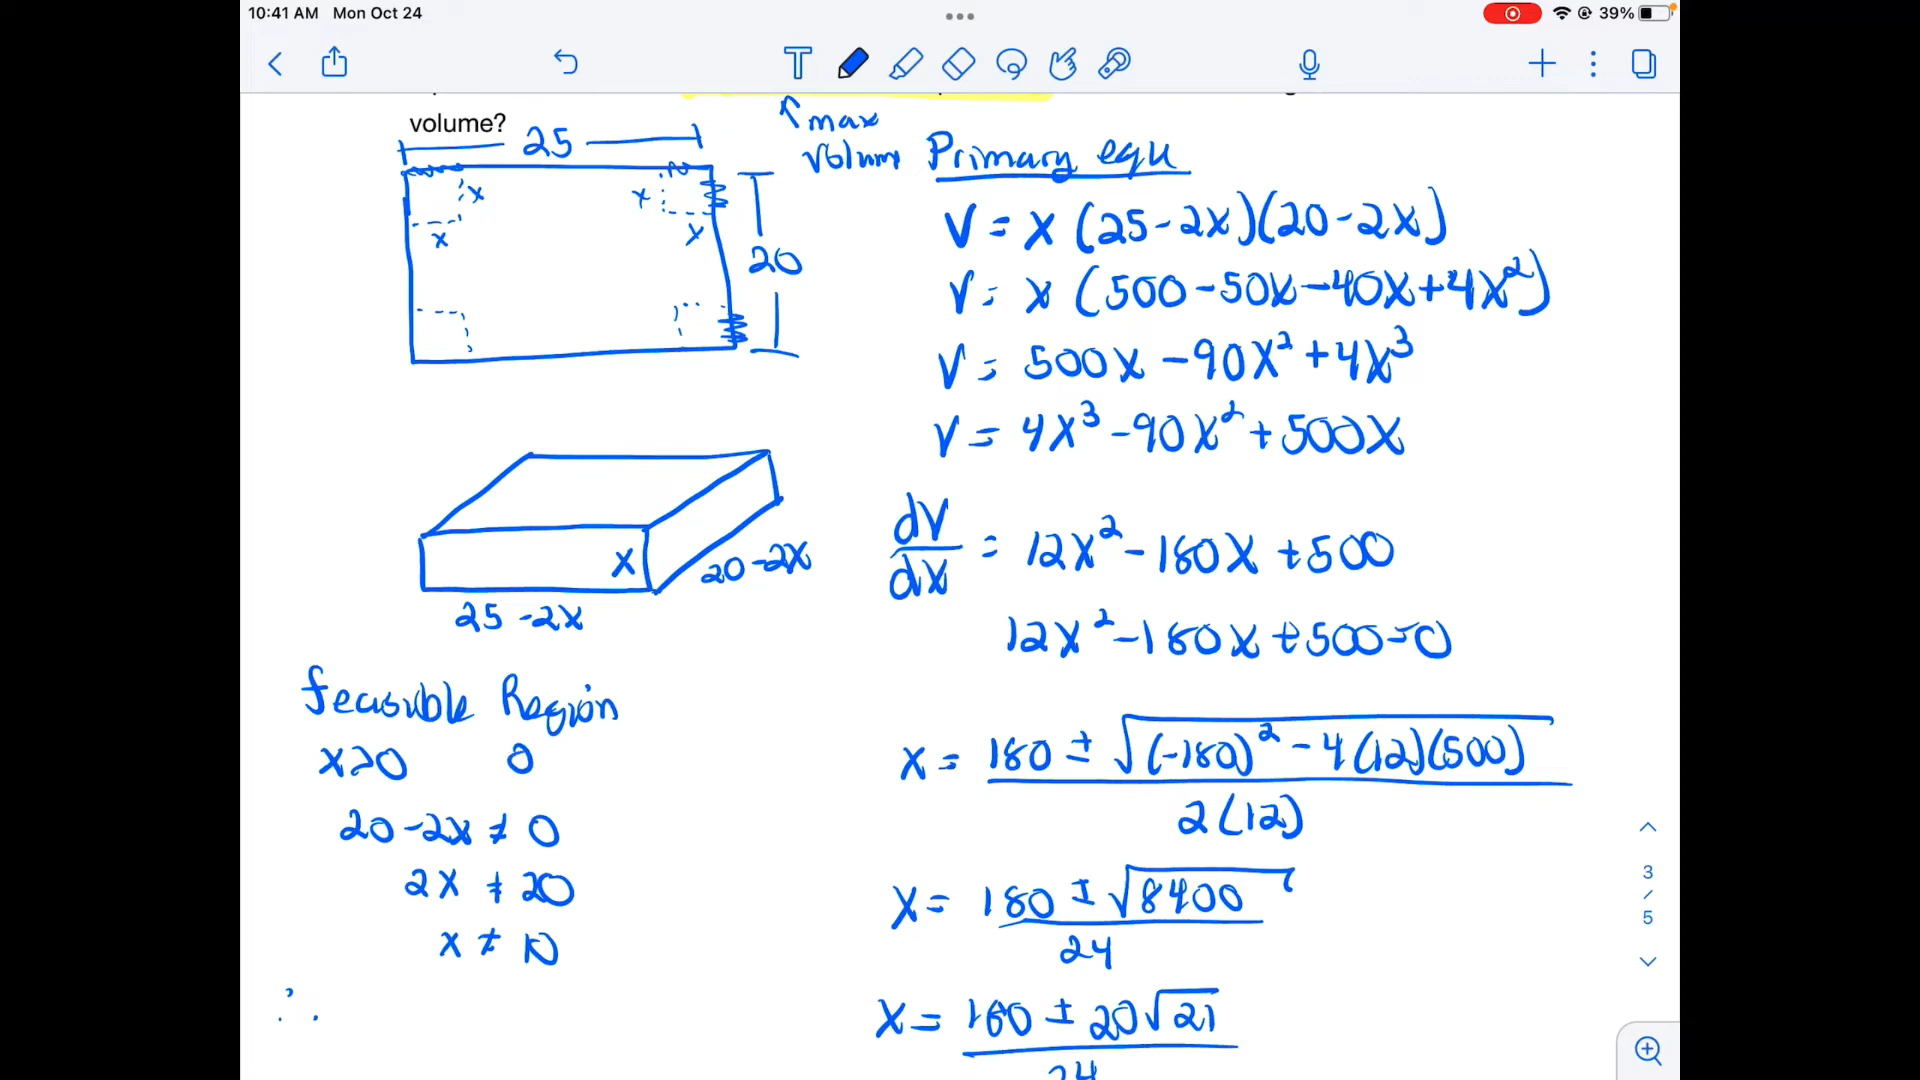 10:41 AM Mon Oct 24
39%
T
volume?
25
↑ max
volum
x
x
x
x
20
Primary equ
V = x (25-2x)(20-2x)
V = x (500-50x-40x+4x²)
V = 500x -90x² +4x³
V = 4x³ -90x² +500x
x
20-2x
25-2x
dV/dx = 12x² -180x +500
12x² -180x +500=0
Feasible Region
x>0 0
20-2x ≠ 0
2x ≠ 20
x ≠ 10
∴
x = 180 ± √(-180)² - 4(12)(500)
2(12)
x = 180 ± √8400
24
x = 180 ± 20√21
24
3
/
5